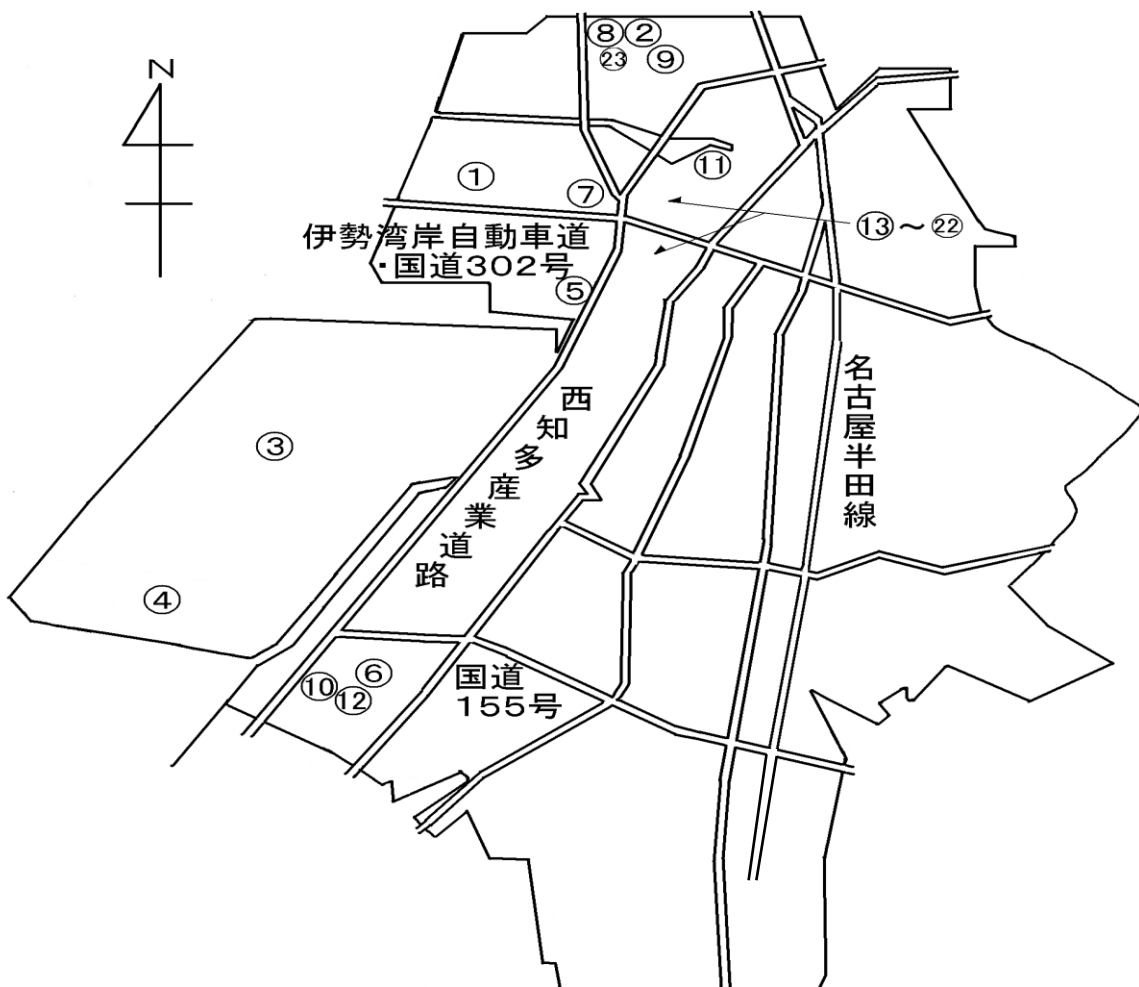 N
⑧②
㉓⑨
⑪
①
⑦
⑬～㉒
伊勢湾岸自動車道
・国道302号
⑤
名古屋半田線
西知多産業道路
③
④
⑥
⑩
⑫
国道
155号